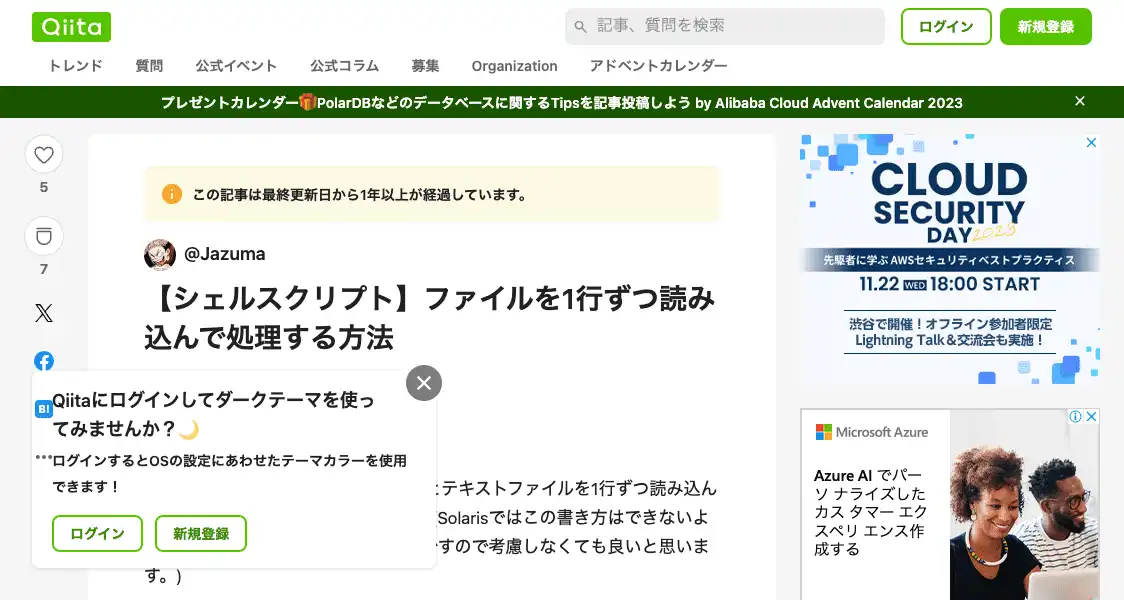 Qiita
記事、質問を検索
ログイン
新規登録
トレンド 質問 公式イベント 公式コラム 募集 Organization アドベントカレンダー
プレゼントカレンダー🎁PolarDBなどのデータベースに関するTipsを記事投稿しよう by Alibaba Cloud Advent Calendar 2023
5
7
この記事は最終更新日から1年以上が経過しています。
@Jazuma
【シェルスクリプト】ファイルを1行ずつ読み
込んで処理する方法
B!
Qiitaにログインしてダークテーマを使っ
てみませんか？🌙
ログインするとOSの設定にあわせたテーマカラーを使用
できます！
ログイン
新規登録
とテキストファイルを1行ずつ読み込ん
Solarisではこの書き方はできないよ
すので考慮しなくても良いと思いま
す。)
CLOUD
SECURITY
DAY 2023
先駆者に学ぶ AWSセキュリティベストプラクティス
11.22 WED 18:00 START
渋谷で開催！オフライン参加者限定
Lightning Talk＆交流会も実施！
Microsoft Azure
Azure AI でパー
ソ ナライズした
カス タマー エク
スペリ エンス作
成する